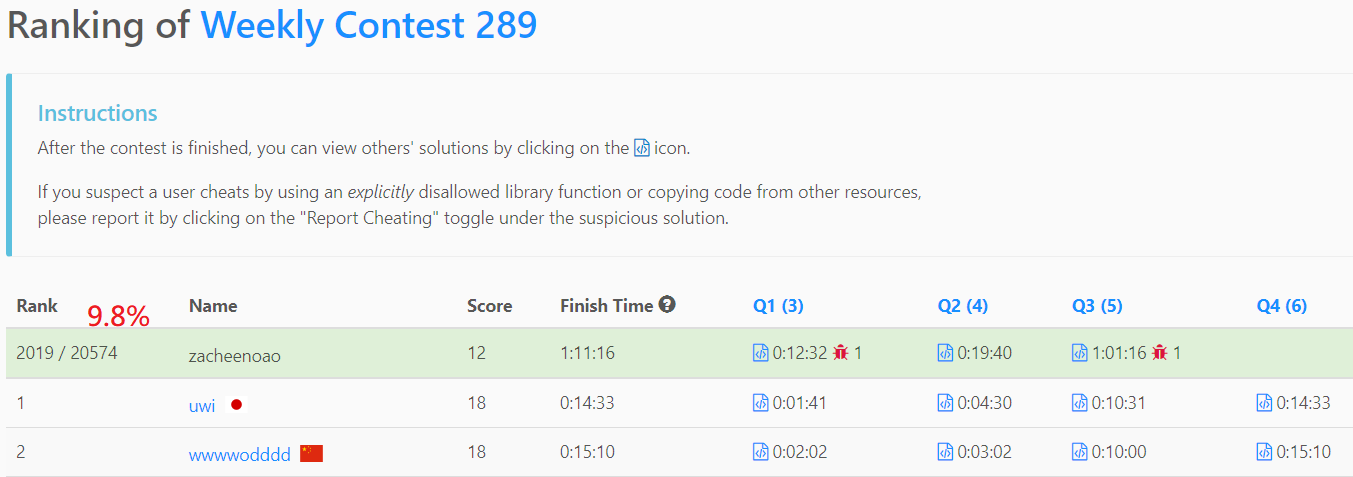 Ranking of Weekly Contest 289
Instructions
After the contest is finished, you can view others' solutions by clicking on the icon.
If you suspect a user cheats by using an explicitly disallowed library function or copying code from other resources,
please report it by clicking on the "Report Cheating" toggle under the suspicious solution.
Rank 9.8% Name Score Finish Time Q1 (3) Q2 (4) Q3 (5) Q4 (6)
2019 / 20574 zacheenoao 12 1:11:16 0:12:32 1 0:19:40 1:01:16 1
1 uwi 18 0:14:33 0:01:41 0:04:30 0:10:31 0:14:33
2 wwwwodddd 18 0:15:10 0:02:02 0:03:02 0:10:00 0:15:10